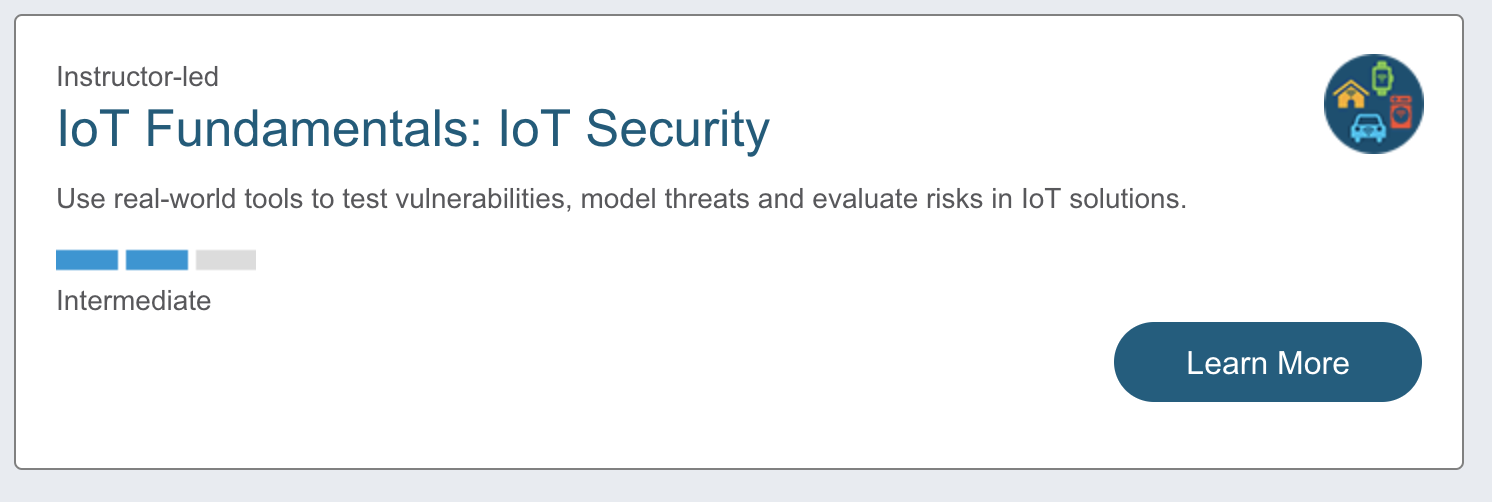 Instructor-led
IoT Fundamentals: IoT Security
Use real-world tools to test vulnerabilities, model threats and evaluate risks in IoT solutions.
Intermediate
Learn More